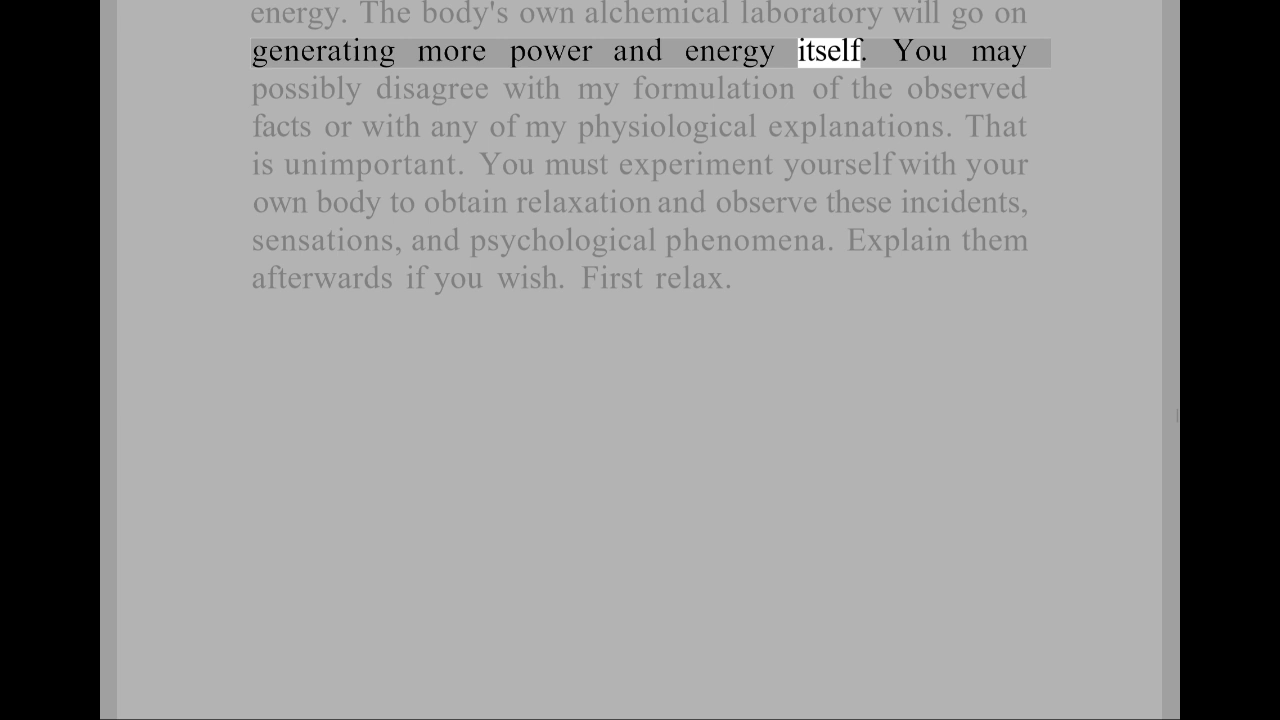 energy. The body's own alchemical laboratory will go on
generating more power and energy itself. You may
possibly disagree with my formulation of the observed
facts or with any of my physiological explanations. That
is unimportant. You must experiment yourself with your
own body to obtain relaxation and observe these incidents,
sensations, and psychological phenomena. Explain them
afterwards if you wish. First relax.